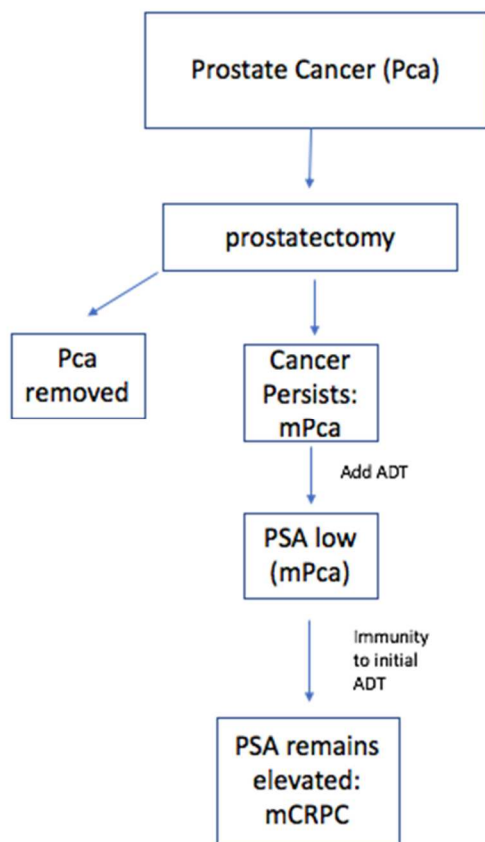 Prostate Cancer (Pca)
prostatectomy
Pca
removed
Cancer
Persists:
mPca
Add ADT
PSA low
(mPca)
Immunity
to initial
ADT
PSA remains
elevated:
mCRPC